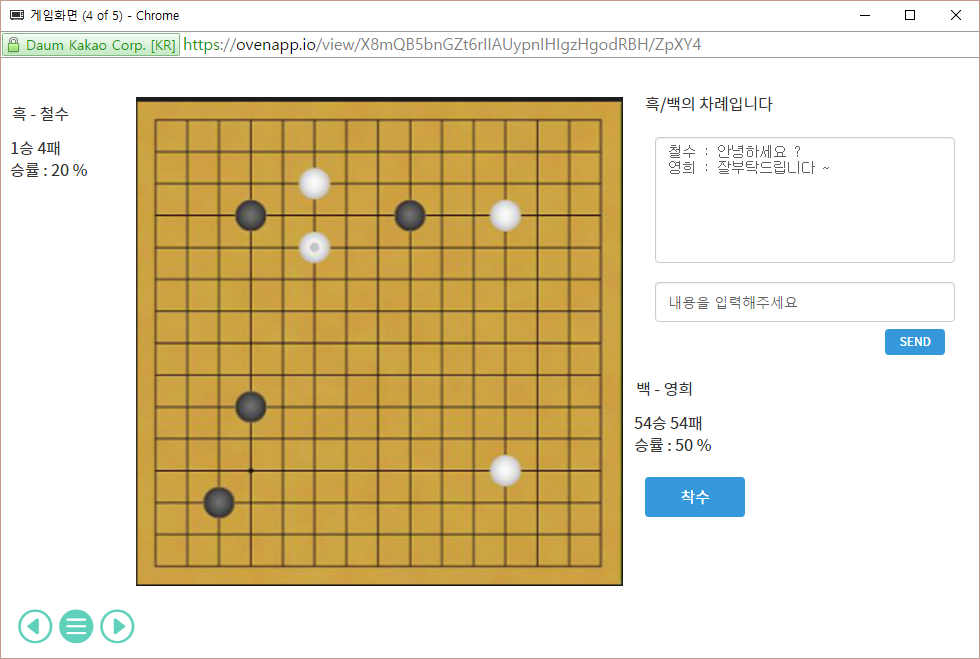 게임화면 (4 of 5) - Chrome
Daum Kakao Corp. [KR] https://ovenapp.io/view/X8mQB5bnGZt6rIIAUypnIHIgzHgodRBH/ZpXY4
흑 - 철수
1승 4패
승률 : 20 %
흑/백의 차례입니다
철수 : 안녕하세요 ?
영희 : 잘부탁드립니다 ~
내용을 입력해주세요
SEND
백 - 영희
54승 54패
승률 : 50 %
착수